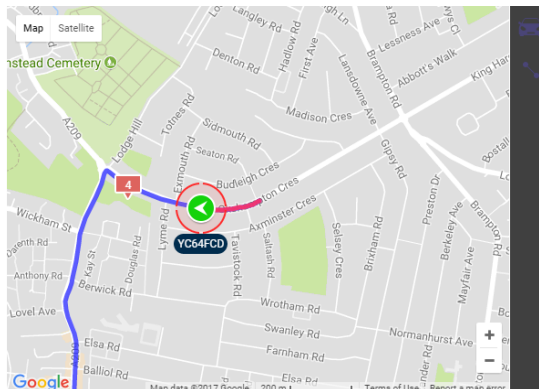 Map
Satellite
Langley Rd
Hadlow Rd
First Ave
Lessness Ave
Denton Rd
Lansdowne Ave
Brampton Rd
Abbott's Walk
nstead Cemetery
A209
Lodge Hill
Totnes Rd
Madison Cres
Sidmouth Rd
Seaton Rd
Exmouth Rd
Gipsy Rd
Budleigh Cres
4
Axminster Cres
Preston Dr
Brampton Rd
Wickham St
Lyme Rd
YC64FCD
Tavistock Rd
Saltash Rd
Selsey Cres
Brixham Rd
Berkeley Ave
Mayfair Ave
Kay St
Douglas Rd
Anthony Rd
Berwick Rd
Lovel Ave
Wrotham Rd
Swanley Rd
Normanhurst Ave
Farnham Rd
A209
Elsa Rd
Elsa Rd
Balliol Rd
+
−
Google
Map data ©2017 Google
200 m
Terms of Use
Report a map error